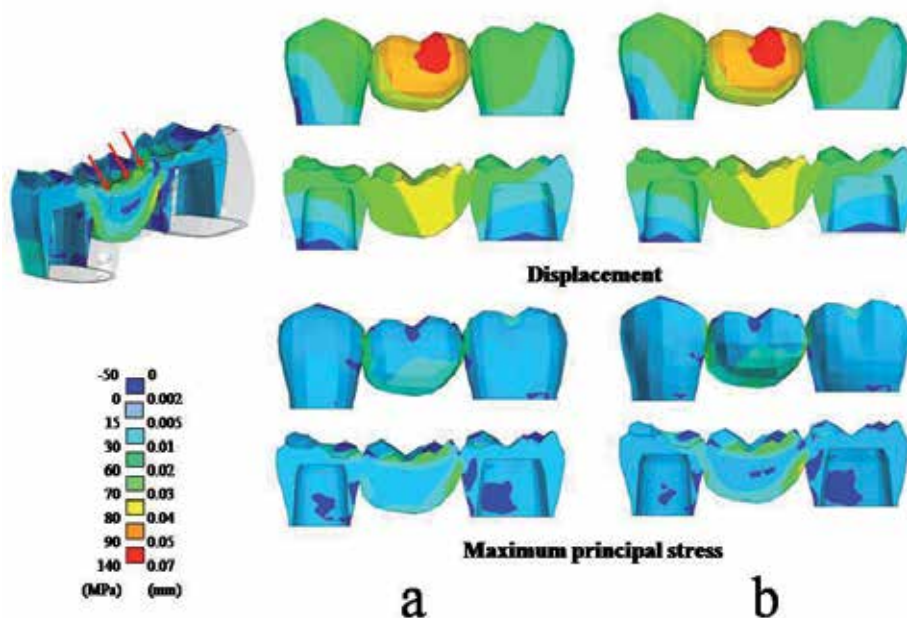 Displacement
-50 0
0 0.002
15 0.005
30 0.01
60 0.02
70 0.03
80 0.04
90 0.05
140 0.07
(MPa) (mm)
Maximum principal stress
a b